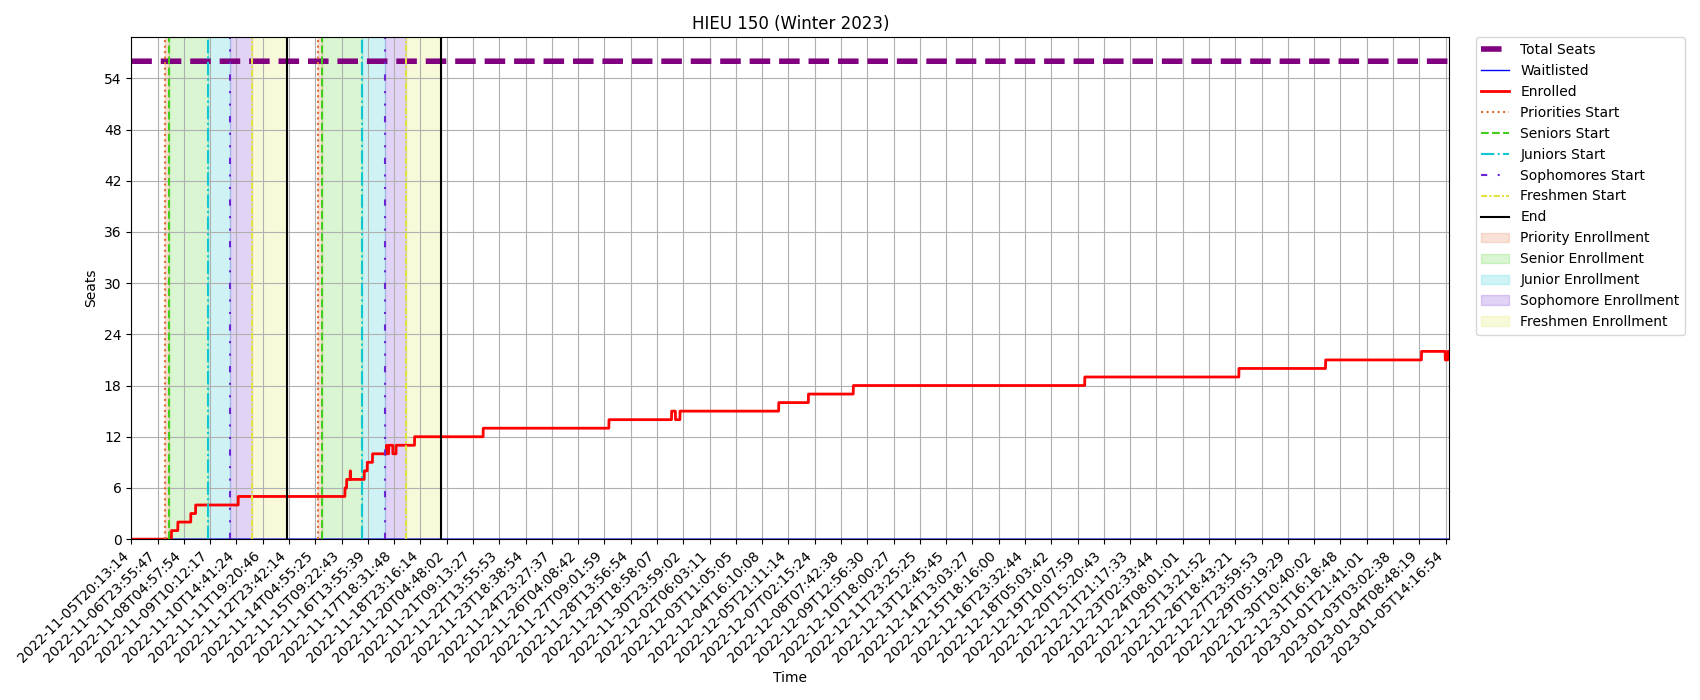 HIEU 150 (Winter 2023)
Total Seats
Waitlisted
Enrolled
Priorities Start
Seniors Start
Juniors Start
Sophomores Start
Freshmen Start
End
Priority Enrollment
Senior Enrollment
Junior Enrollment
Sophomore Enrollment
Freshmen Enrollment
Seats
54
48
42
36
30
24
18
12
6
0
2022-11-05T20:13:14
2022-11-06T23:55:47
2022-11-08T04:57:54
2022-11-09T10:12:17
2022-11-10T14:41:24
2022-11-11T19:20:46
2022-11-12T23:42:14
2022-11-14T04:55:25
2022-11-15T09:22:43
2022-11-16T13:55:39
2022-11-17T18:31:48
2022-11-18T23:16:14
2022-11-20T04:48:02
2022-11-21T09:13:27
2022-11-22T13:55:53
2022-11-23T18:38:54
2022-11-24T23:27:37
2022-11-26T04:08:42
2022-11-27T09:01:59
2022-11-28T13:56:54
2022-11-29T18:58:07
2022-11-30T23:59:02
2022-12-02T06:03:11
2022-12-03T11:05:05
2022-12-04T16:10:08
2022-12-05T21:11:14
2022-12-07T02:15:24
2022-12-08T07:42:38
2022-12-09T12:56:30
2022-12-10T18:00:27
2022-12-11T23:25:25
2022-12-13T12:45:45
2022-12-14T13:03:27
2022-12-15T18:16:00
2022-12-16T23:32:44
2022-12-18T05:03:42
2022-12-19T10:07:59
2022-12-20T15:20:43
2022-12-21T21:17:33
2022-12-23T02:33:44
2022-12-24T08:01:01
2022-12-25T13:21:52
2022-12-26T18:43:21
2022-12-27T23:59:53
2022-12-29T05:19:29
2022-12-30T10:40:02
2022-12-31T16:18:48
2023-01-01T21:41:01
2023-01-03T03:02:38
2023-01-04T08:48:19
2023-01-05T14:16:54
Time